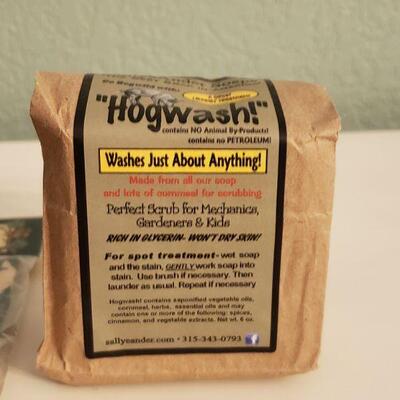 "Hogwash!"
contains NO Animal By-Products!
contains no PETROLEUM!
Washes Just About Anything!
Made from all our soap
and lots of cornmeal for scrubbing
Perfect Scrub for Mechanics,
Gardeners & Kids
RICH IN GLYCERIN- WON'T DRY SKIN!
For spot treatment- wet soap
and the stain, GENTLY work soap into
stain. Use brush if necessary. Then
launder as usual. Repeat if necessary
Hogwash! contains saponified vegetable oils,
cornmeal, herbs, essential oils and may
contain one or more of the following: spices,
cinnamon, and vegetable extracts. Net wt. 6 oz.
sallyeander.com • 315-343-0793 f